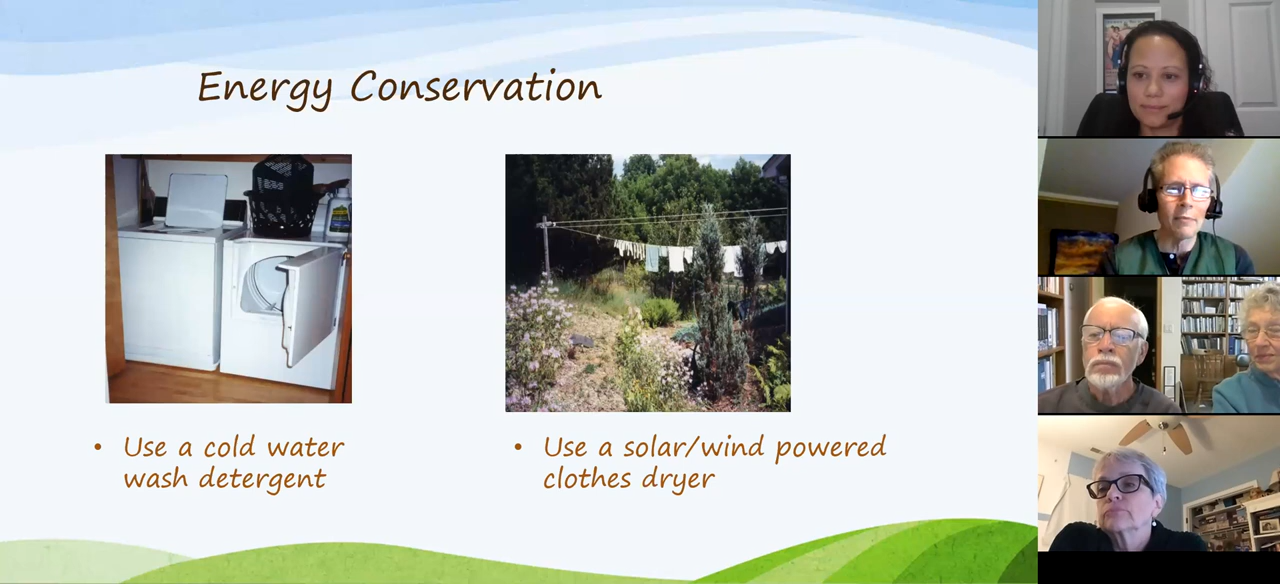 Energy Conservation
• Use a cold water
wash detergent
• Use a solar/wind powered
clothes dryer